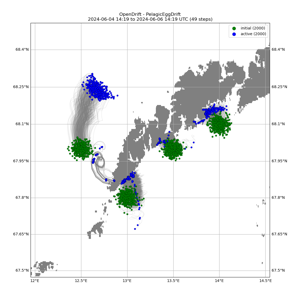 OpenDrift - PelagicEggDrift
2024-06-04 14:19 to 2024-06-06 14:19 UTC (49 steps)
initial (2000)
active (2000)
68.4°N
68.25°N
68.1°N
67.95°N
67.8°N
67.65°N
67.5°N
12°E
12.5°E
13°E
13.5°E
14°E
14.5°E